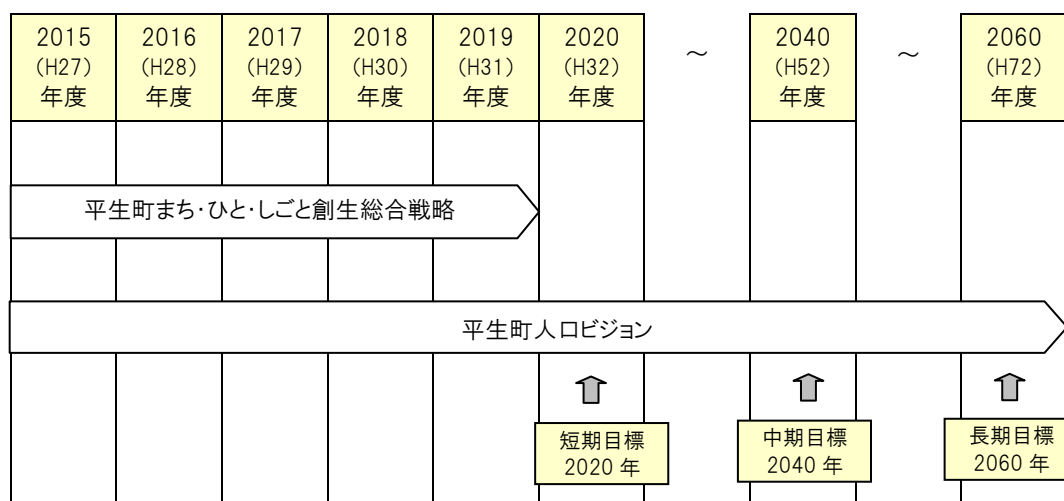 2015
(H27)
年度
2016
(H28)
年度
2017
(H29)
年度
2018
(H30)
年度
2019
(H31)
年度
2020
(H32)
年度
~
2040
(H52)
年度
~
2060
(H72)
年度
平生町まち・ひと・しごと創生総合戦略
平生町人口ビジョン
短期目標
2020 年
中期目標
2040 年
長期目標
2060 年